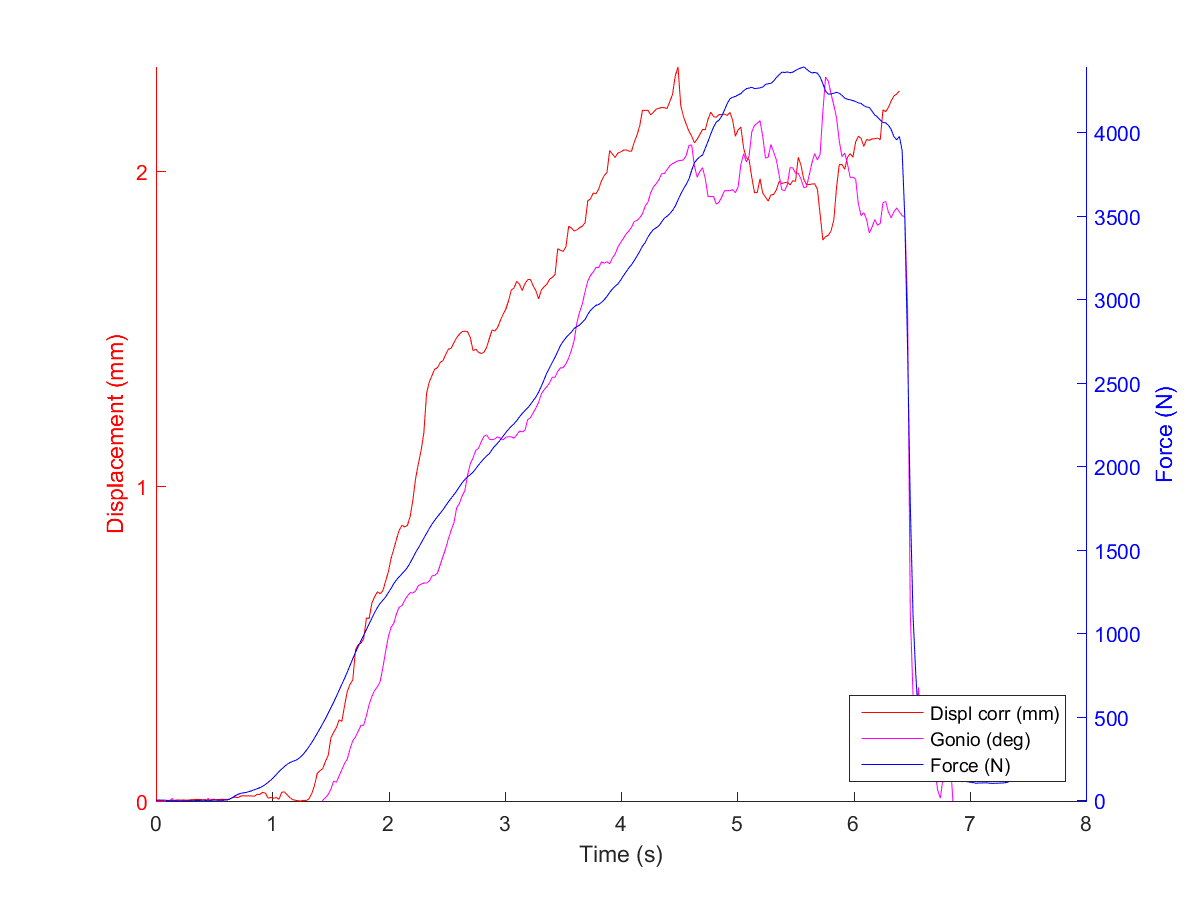 Displacement (mm)
2
1
0
0 1 2 3 4 5 6 7 8
Time (s)
4000
3500
3000
2500
2000
1500
1000
500
0
Force (N)
Displ corr (mm)
Gonio (deg)
Force (N)